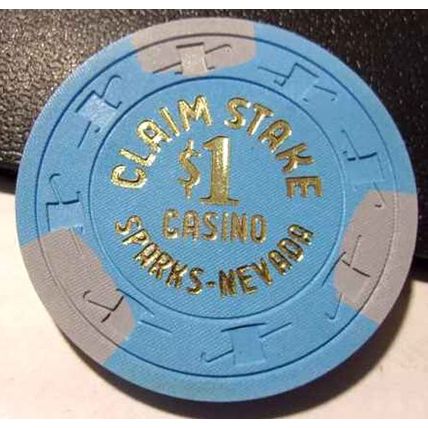 CLAIM STAKE
$1
CASINO
SPARKS-NEVADA